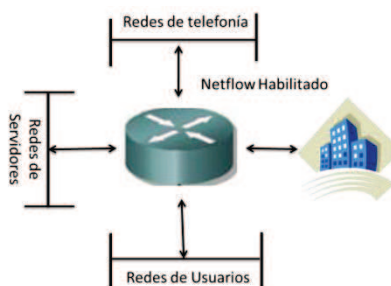 Redes de telefonía
Netflow Habilitado
Redes de
Servidores
Redes de Usuarios